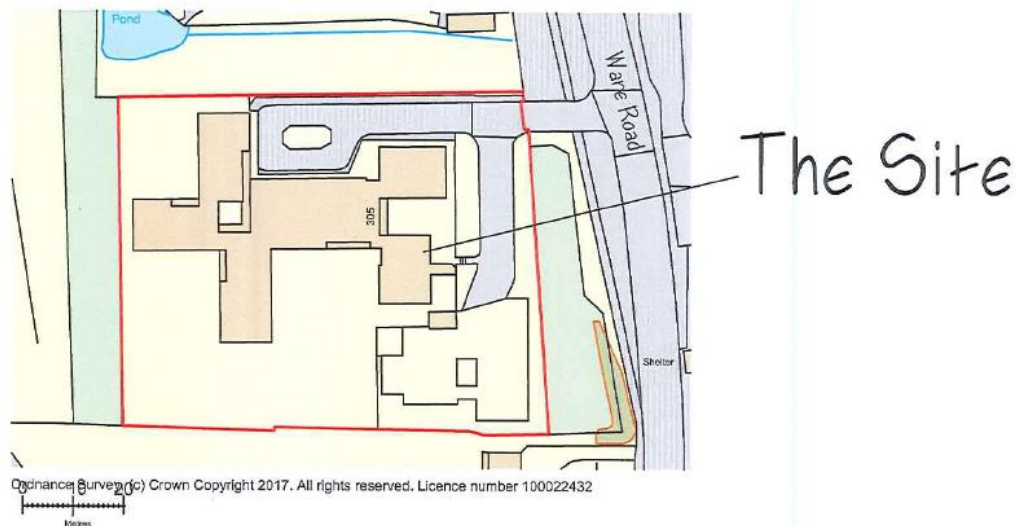 Pond
Ware Road
The Site
305
Shelter
Ordnance Survey (c) Crown Copyright 2017. All rights reserved. Licence number 100022432
0 10 20
Metres